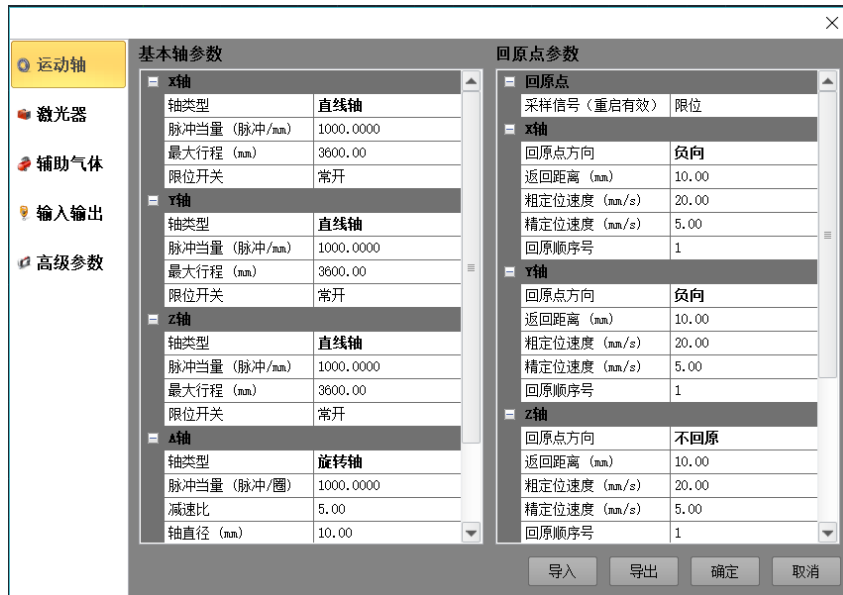 运动轴
激光器
辅助气体
输入输出
高级参数
基本轴参数
X轴
轴类型 直线轴
脉冲当量 (脉冲/mm) 1000.0000
最大行程 (mm) 3600.00
限位开关 常开
Y轴
轴类型 直线轴
脉冲当量 (脉冲/mm) 1000.0000
最大行程 (mm) 3600.00
限位开关 常开
Z轴
轴类型 直线轴
脉冲当量 (脉冲/mm) 1000.0000
最大行程 (mm) 3600.00
限位开关 常开
A轴
轴类型 旋转轴
脉冲当量 (脉冲/圈) 1000.0000
减速比 5.00
轴直径 (mm) 10.00
回原点参数
回原点
采样信号（重启有效） 限位
X轴
回原点方向 负向
返回距离 (mm) 10.00
粗定位速度 (mm/s) 20.00
精定位速度 (mm/s) 5.00
回原顺序号 1
Y轴
回原点方向 负向
返回距离 (mm) 10.00
粗定位速度 (mm/s) 20.00
精定位速度 (mm/s) 5.00
回原顺序号 1
Z轴
回原点方向 不回原
返回距离 (mm) 10.00
粗定位速度 (mm/s) 20.00
精定位速度 (mm/s) 5.00
回原顺序号 1
导入 导出 确定 取消